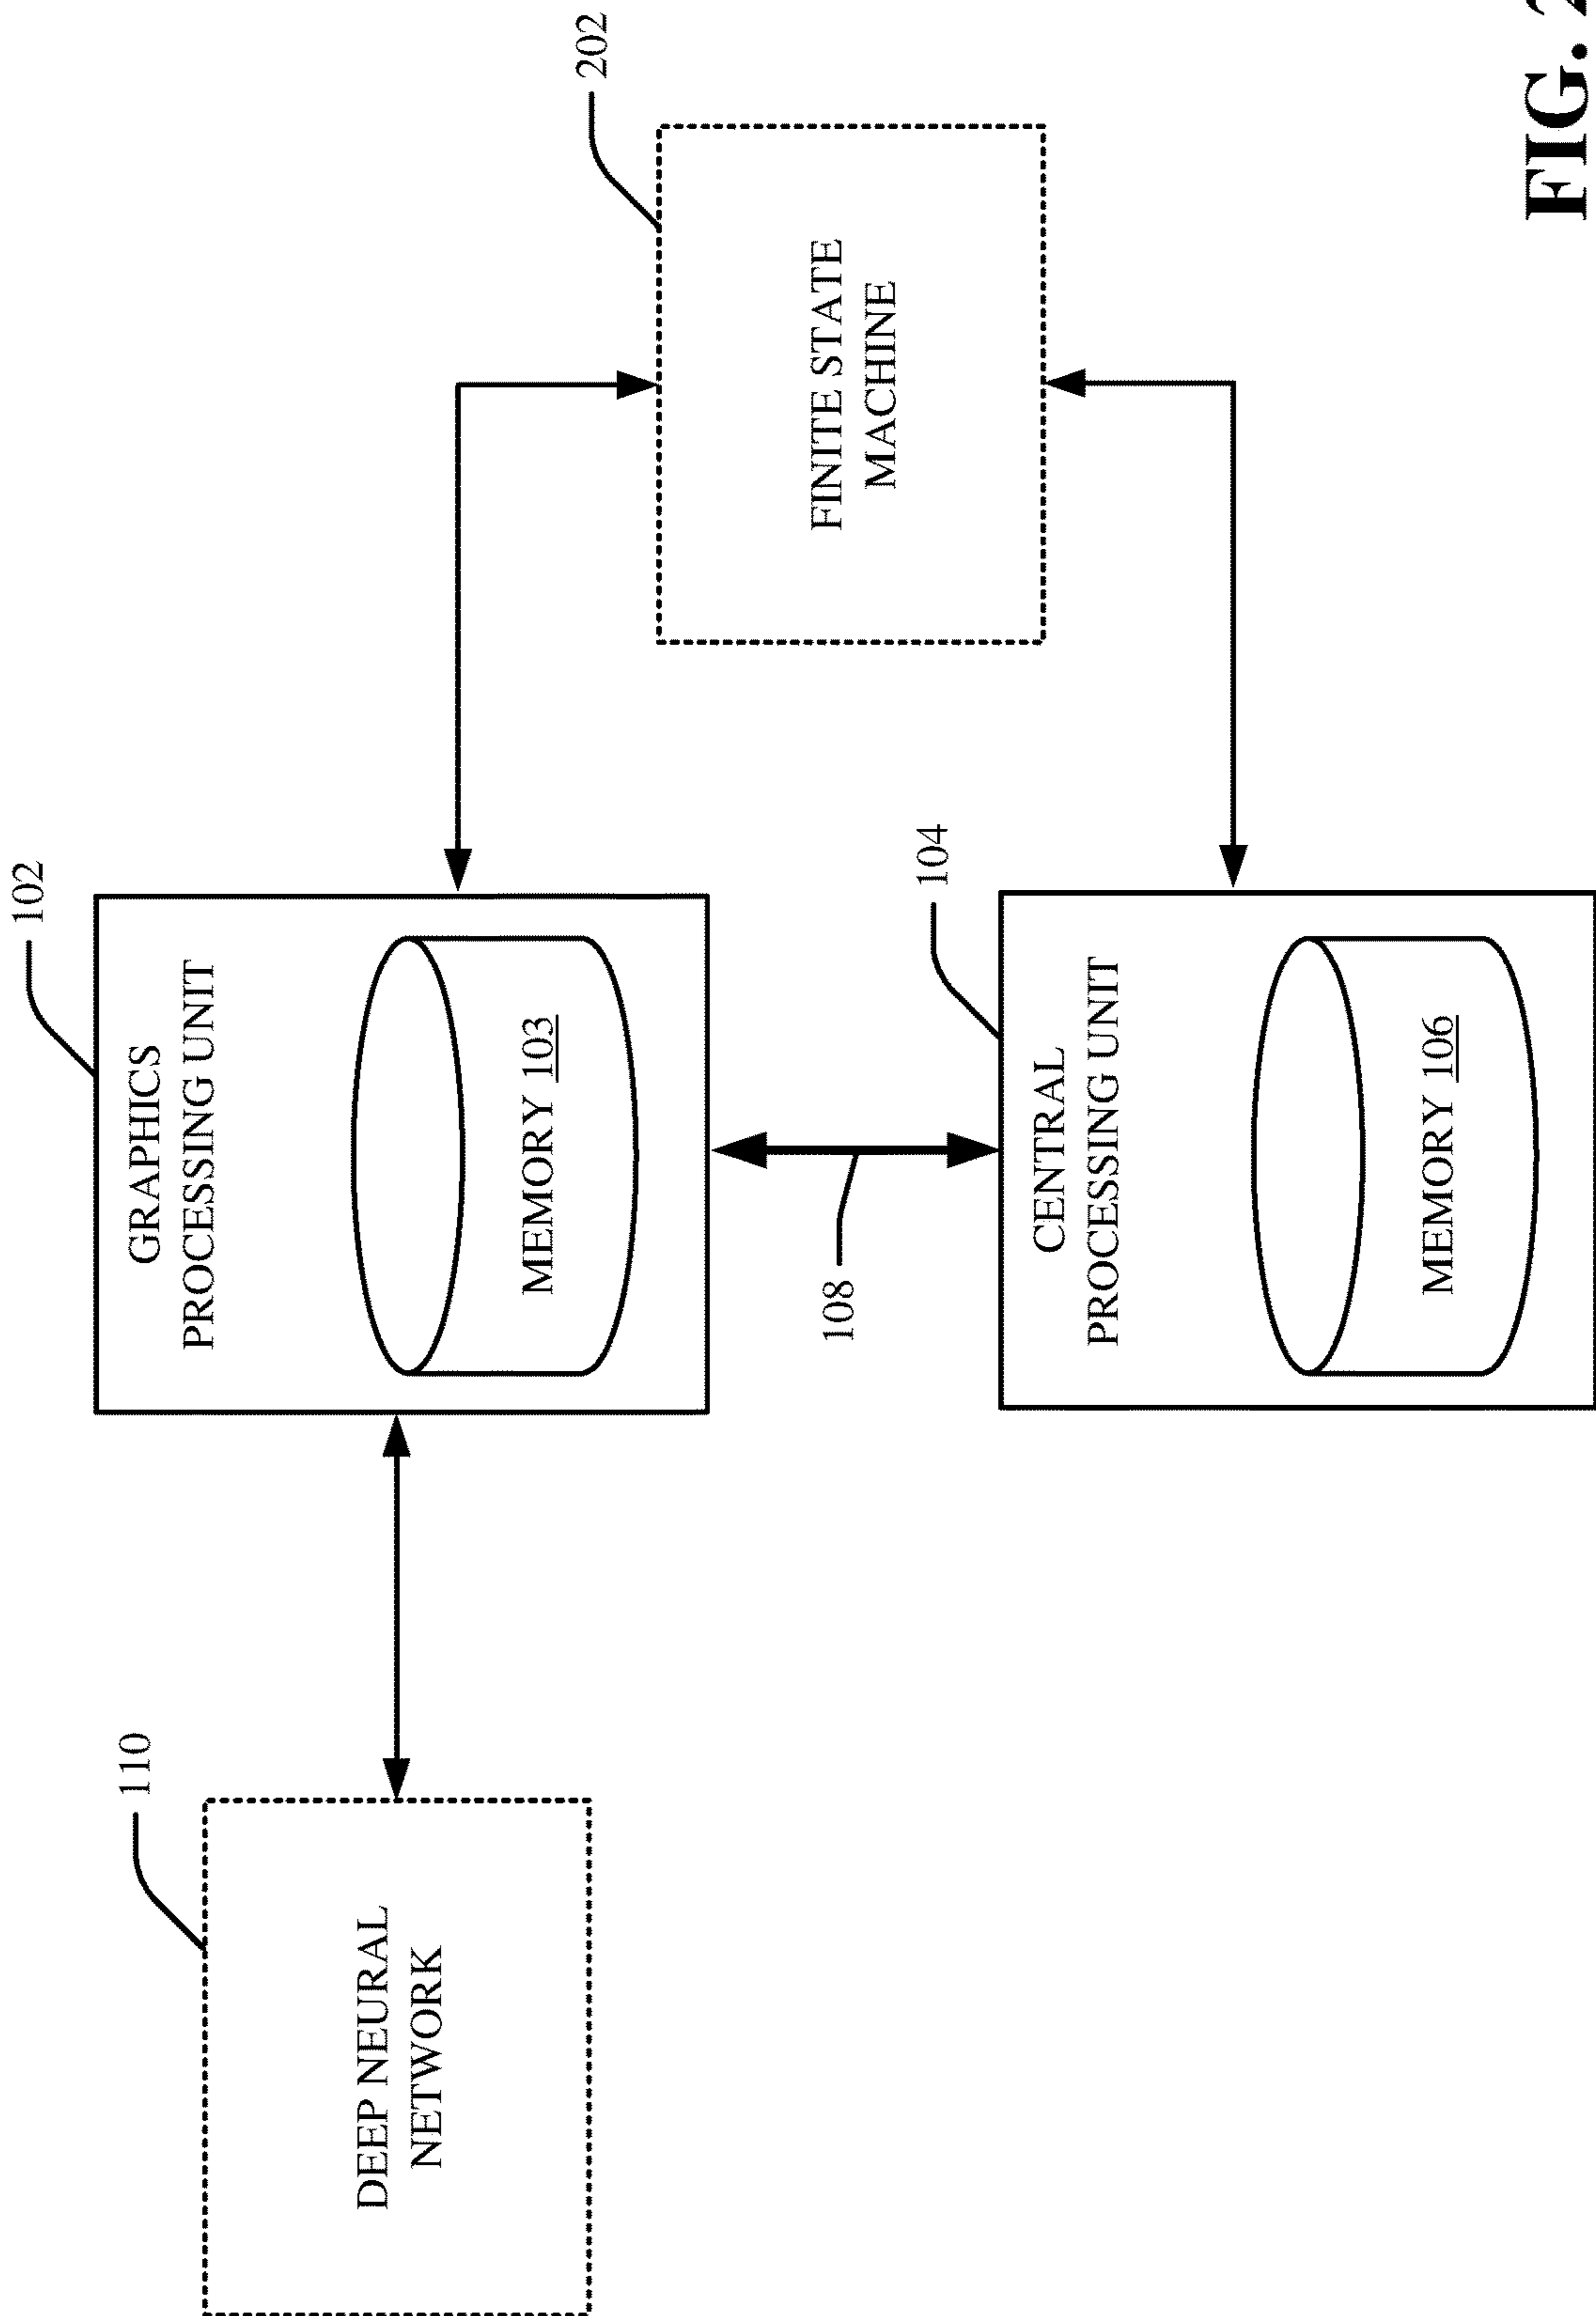 102
110
GRAPHICS
PROCESSING UNIT
DEEP NEURAL
NETWORK
MEMORY 103
202
FINITE STATE
MACHINE
108
104
CENTRAL
PROCESSING UNIT
MEMORY 106
FIG. 2